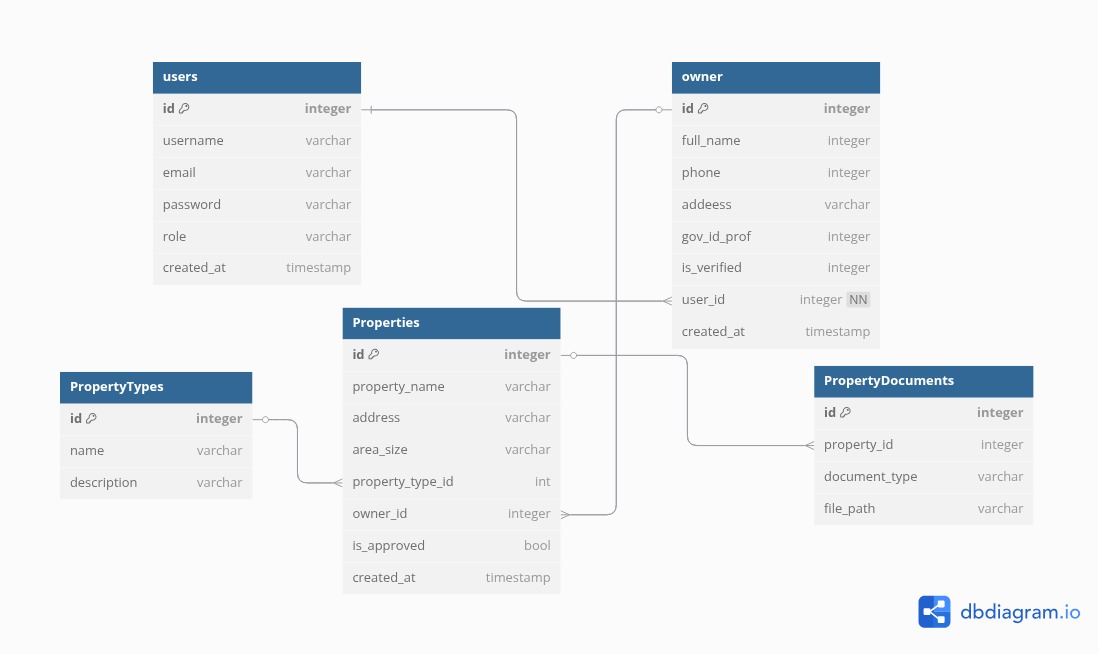 users
id integer
username varchar
email varchar
password varchar
role varchar
created_at timestamp
owner
id integer
full_name integer
phone integer
addeess varchar
gov_id_prof integer
is_verified integer
user_id integer NN
created_at timestamp
Properties
id integer
property_name varchar
address varchar
area_size varchar
property_type_id int
owner_id integer
is_approved bool
created_at timestamp
PropertyTypes
id integer
name varchar
description varchar
PropertyDocuments
id integer
property_id integer
document_type varchar
file_path varchar
dbdiagram.io